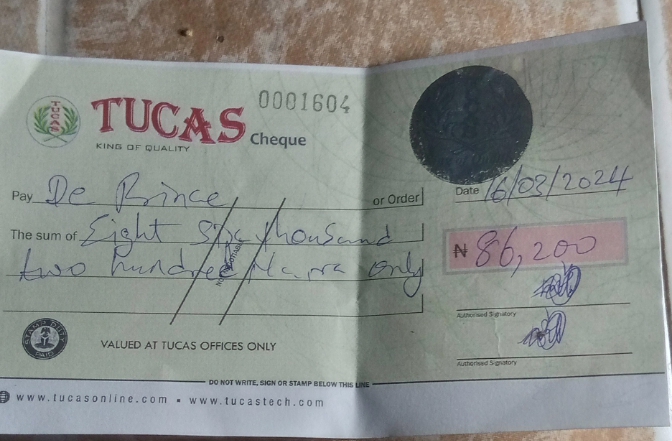 0001604
TUCAS Cheque
KING OF QUALITY
Pay De Prince or Order
Date 16/03/2024
The sum of Eight six thousand
₦ 86,200
two hundred Naira only
Authorised Signatory
Authorised Signatory
VALUED AT TUCAS OFFICES ONLY
DO NOT WRITE, SIGN OR STAMP BELOW THIS LINE
www.tucasonline.com • www.tucastech.com